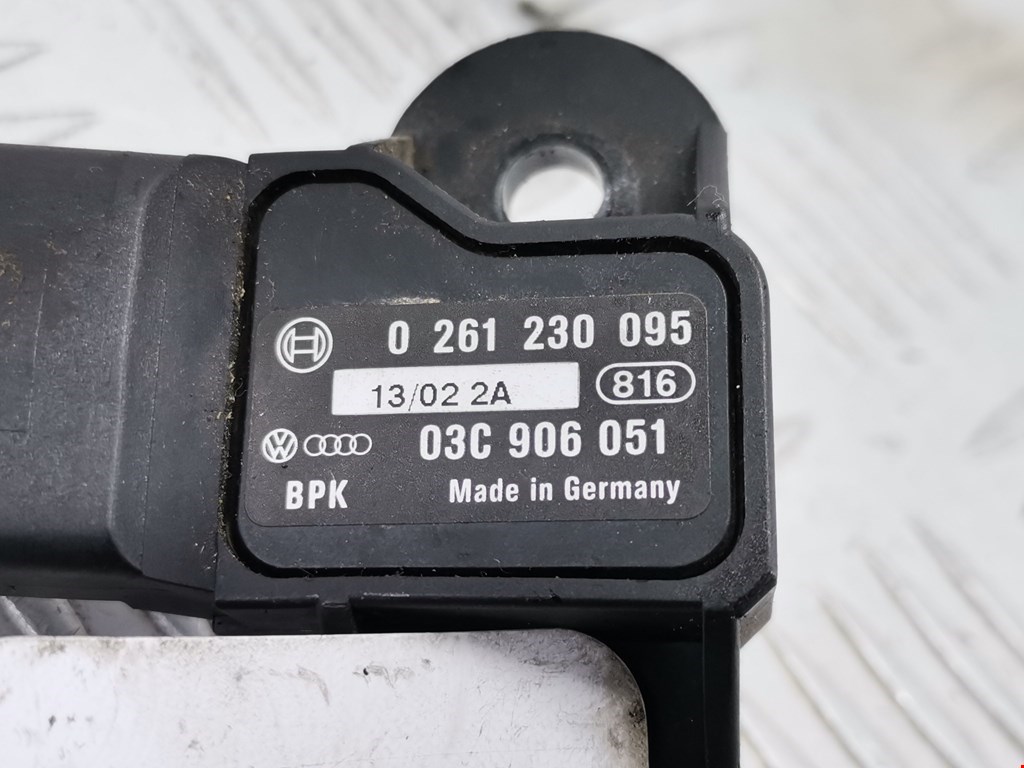 0 261 230 095
13/02 2A 816
03C 906 051
BPK Made in Germany